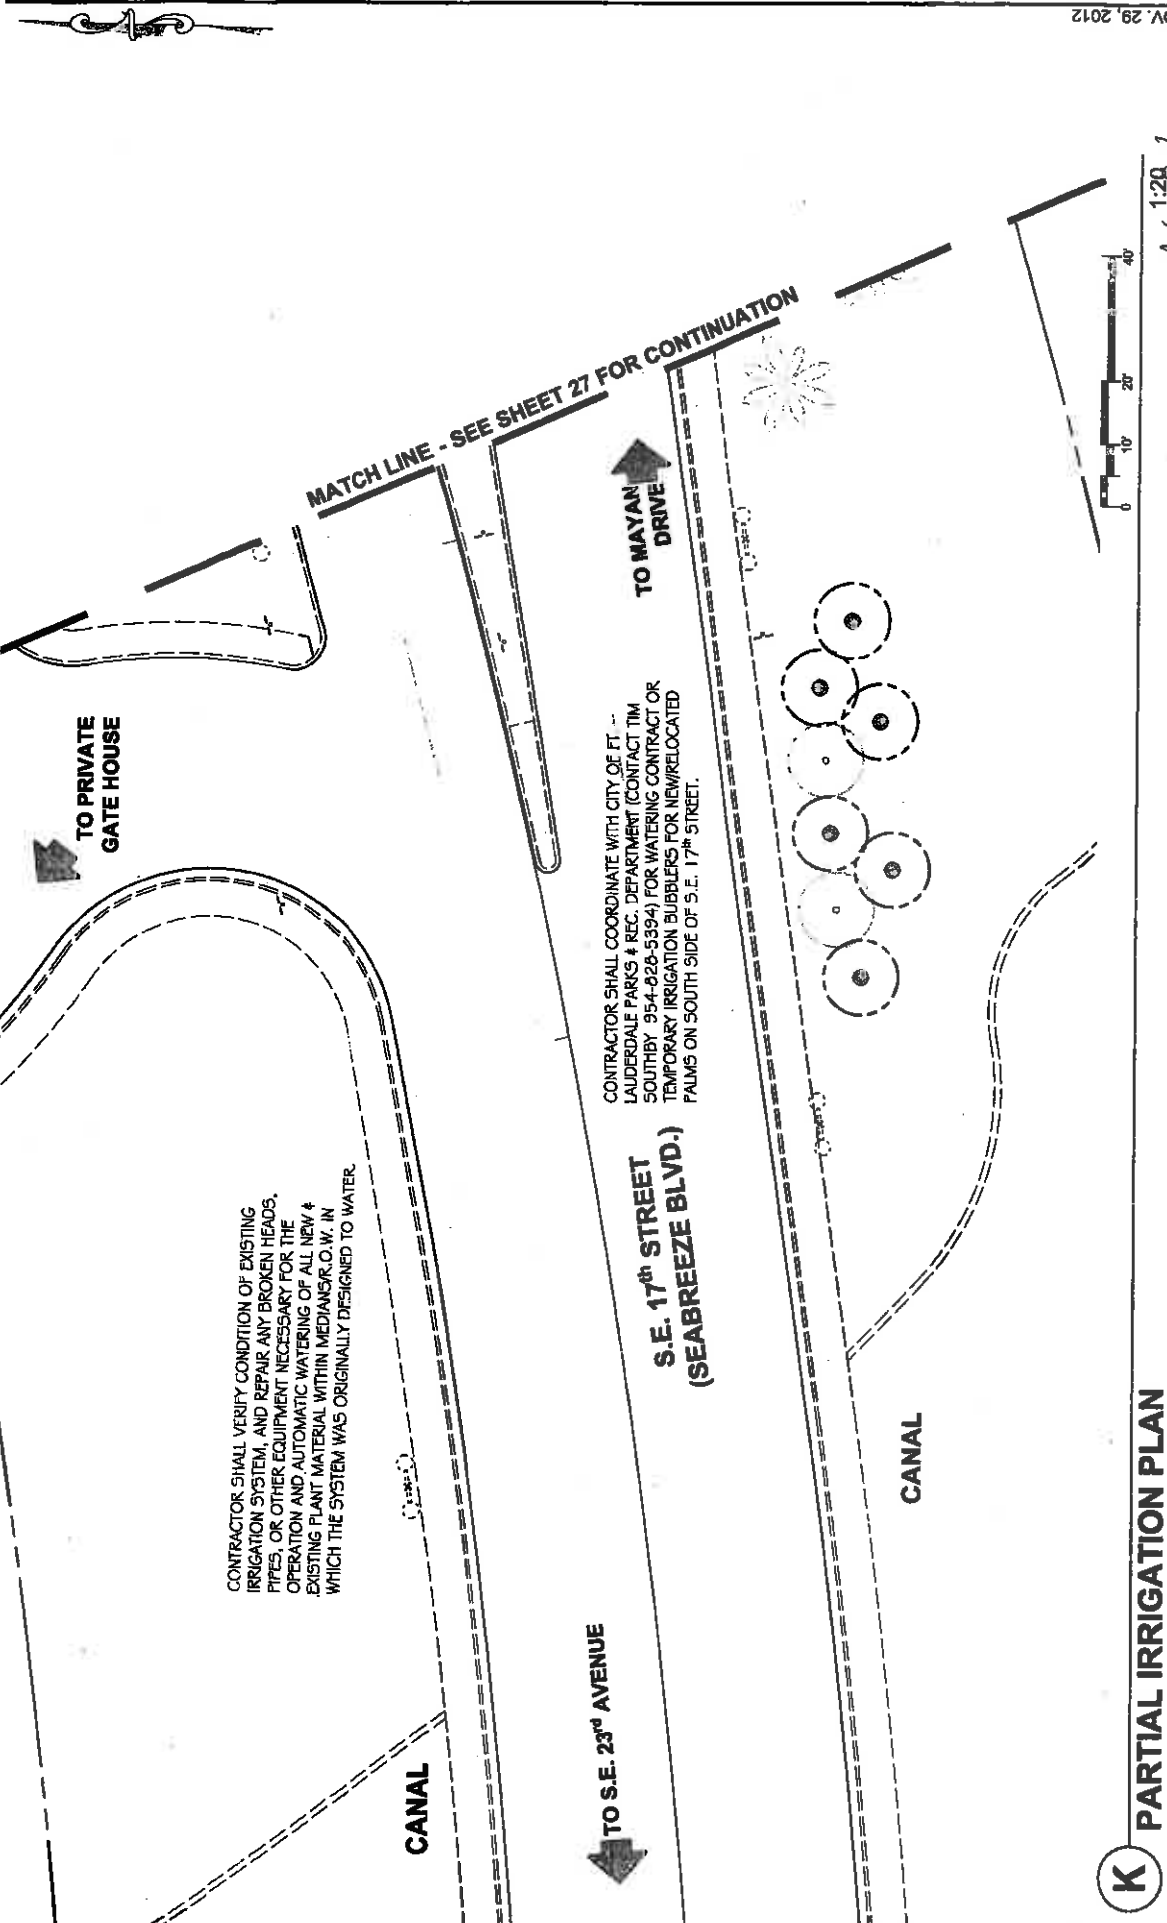 TO PRIVATE
GATE HOUSE
MATCH LINE - SEE SHEET 27 FOR CONTINUATION
TO MAYAN
DRIVE
CONTRACTOR SHALL VERIFY CONDITION OF EXISTING
IRRIGATION SYSTEM, AND REPAIR ANY BROKEN HEADS,
PIPES, OR OTHER EQUIPMENT NECESSARY FOR THE
OPERATION AND AUTOMATIC WATERING OF ALL NEW &
EXISTING PLANT MATERIAL WITHIN MEDIANS/R.O.W. IN
WHICH THE SYSTEM WAS ORIGINALLY DESIGNED TO WATER.
CONTRACTOR SHALL COORDINATE WITH CITY OF FT.
LAUDERDALE PARKS & REC. DEPARTMENT (CONTACT TIM
SOUTHBY 954-828-5394) FOR WATERING CONTRACT OR
TEMPORARY IRRIGATION BUBBLERS FOR NEW/RELOCATED
PALMS ON SOUTH SIDE OF S.E. 17th STREET.
S.E. 17th STREET
(SEABREEZE BLVD.)
CANAL
TO S.E. 23rd AVENUE
CANAL
K
PARTIAL IRRIGATION PLAN
0 10' 20' 40'
1:20
OV. 29, 2012